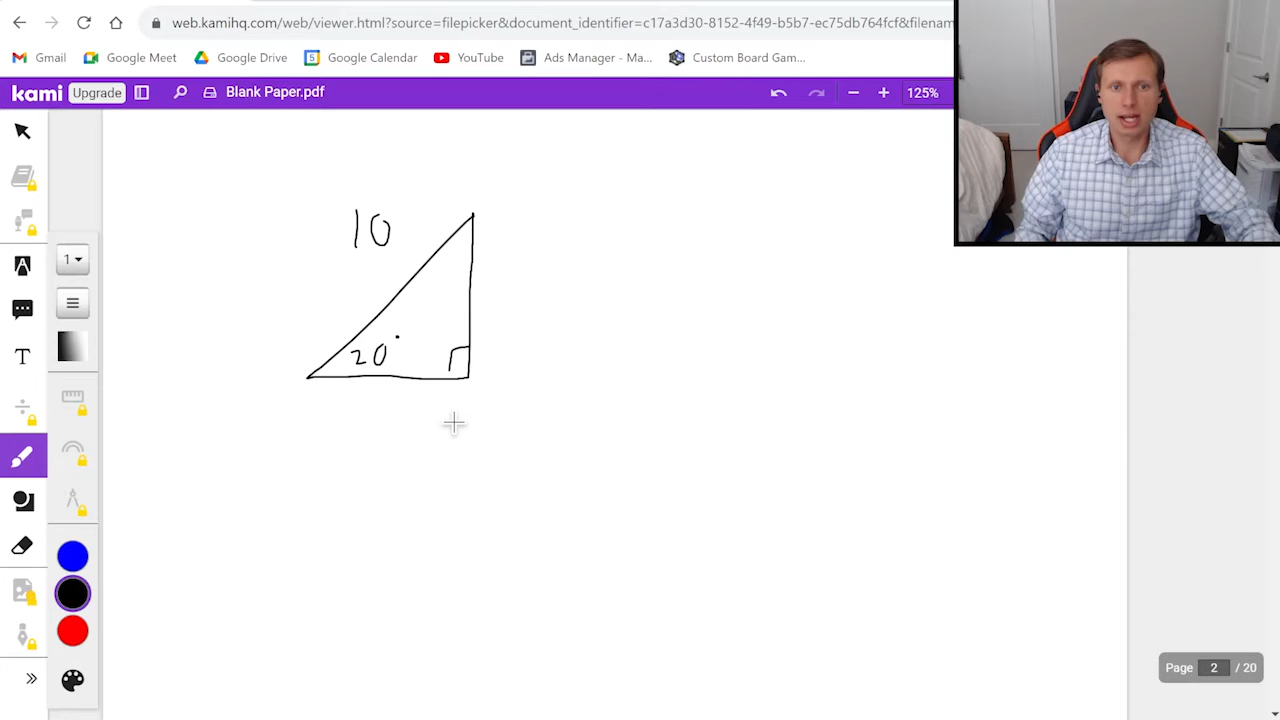 web.kamihq.com/web/viewer.html?source=filepicker&document_identifier=c17a3d30-8152-4f49-b5b7-ec75db764fcf&filenam
Gmail Google Meet Google Drive 5 Google Calendar YouTube Ads Manager - Ma... Custom Board Gam...
kami Upgrade Blank Paper.pdf 125%
10
1
20°
A
T
Page 2 / 20